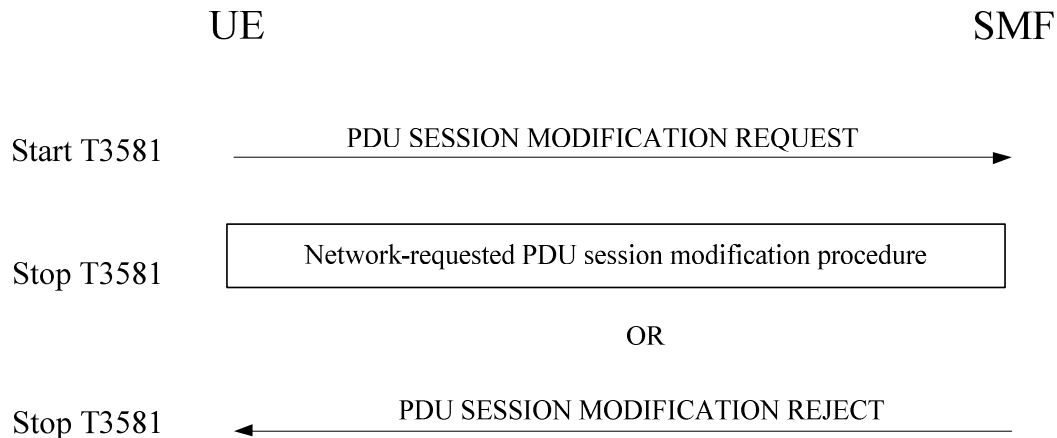 UE SMF
Start T3581 PDU SESSION MODIFICATION REQUEST
Stop T3581 Network-requested PDU session modification procedure
OR
Stop T3581 PDU SESSION MODIFICATION REJECT